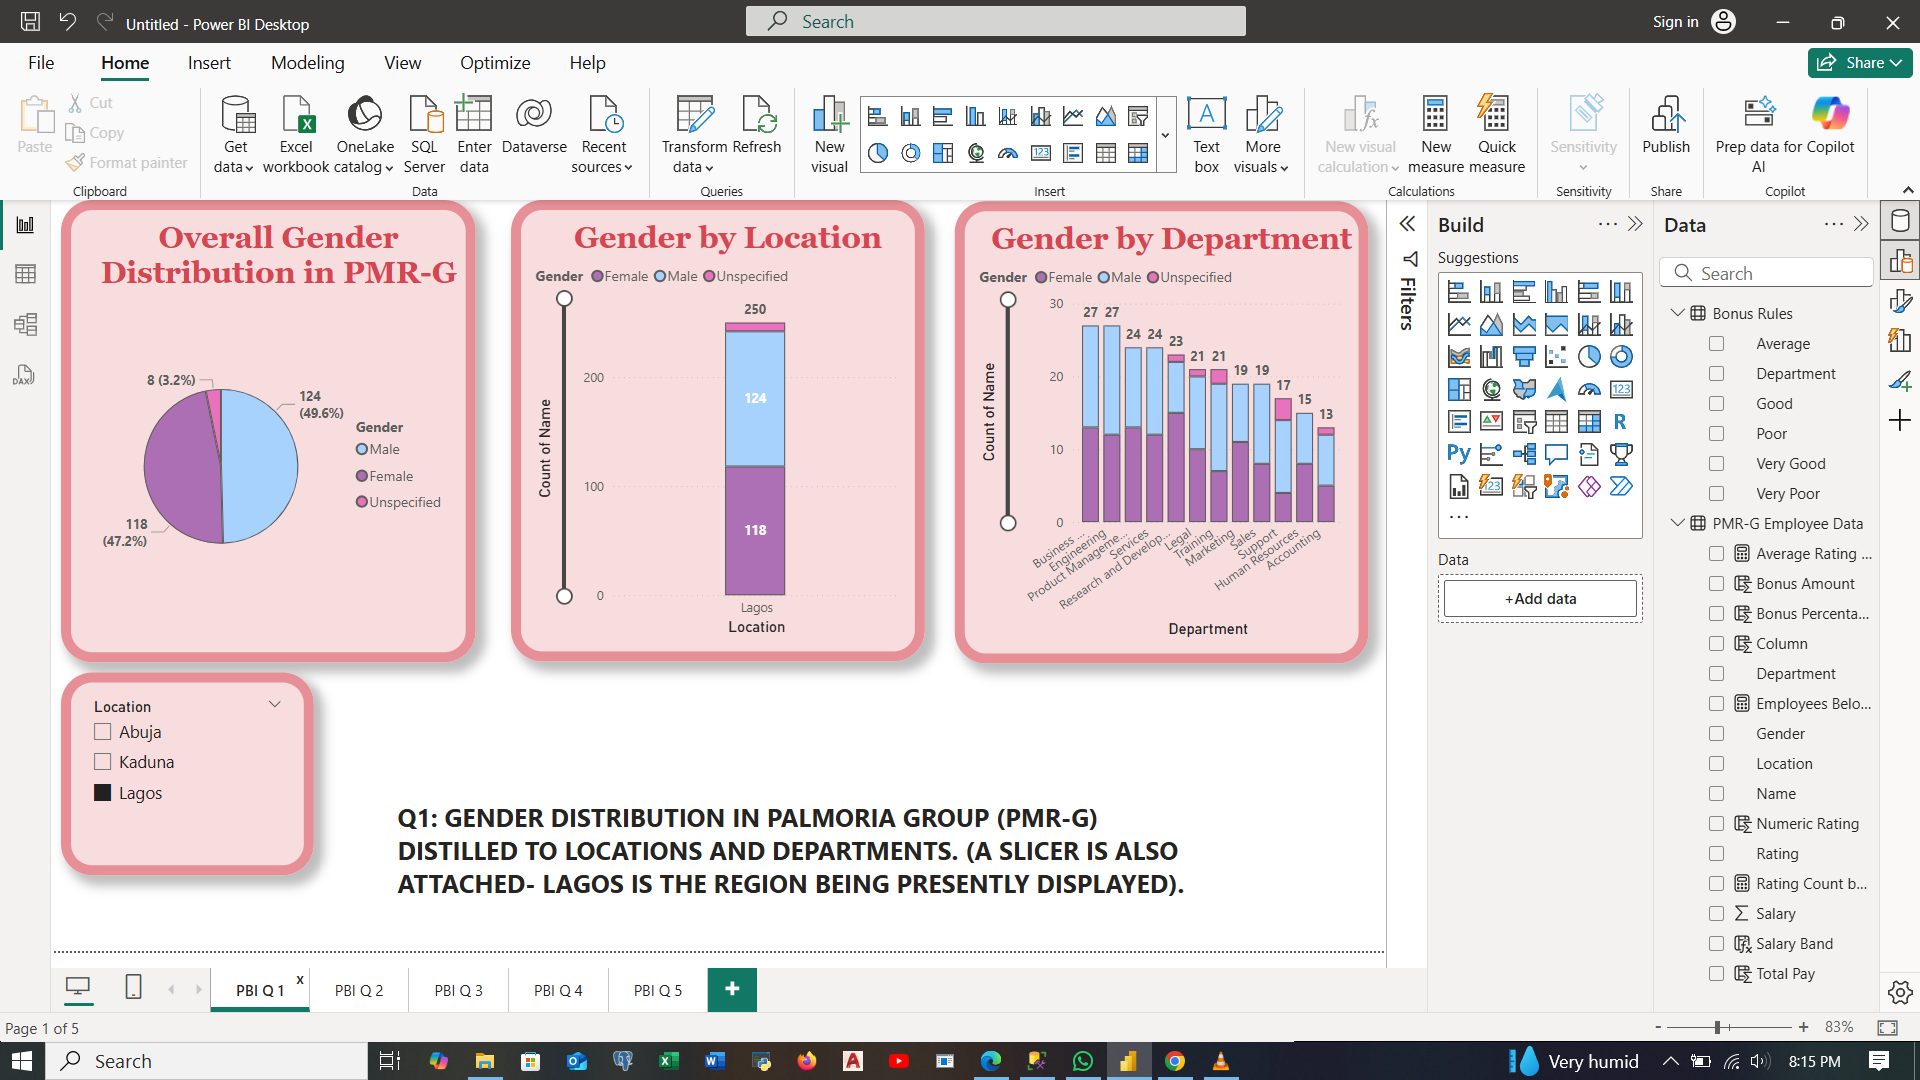 Untitled - Power BI Desktop
Search
Sign in
File
Home
Insert
Modeling
View
Optimize
Help
Share
Paste
Cut
Copy
Format painter
Clipboard
Get data
Excel workbook
OneLake catalog
SQL Server
Enter data
Dataverse
Recent sources
Data
Transform data
Refresh
Queries
New visual
Insert
A
Text box
More visuals
New visual calculation
New measure
Quick measure
Calculations
Sensitivity
Sensitivity
Publish
Share
Prep data for AI
Copilot
Copilot
Overall Gender
Distribution in PMR-G
8 (3.2%)
124
(49.6%)
118
(47.2%)
Gender
Male
Female
Unspecified
Gender by Location
Gender Female Male Unspecified
Count of Name
250
200
124
100
118
0
Lagos
Location
Gender by Department
Gender Female Male Unspecified
Count of Name
30
20
10
0
27 27 24 24 23 21 21 19 19 17 15 13
Business ...
Engineering
Product Manageme...
Services
Research and Develop...
Legal
Training
Marketing
Sales
Support
Human Resources
Accounting
Department
Location
Abuja
Kaduna
Lagos
Q1: GENDER DISTRIBUTION IN PALMORIA GROUP (PMR-G)
DISTILLED TO LOCATIONS AND DEPARTMENTS. (A SLICER IS ALSO
ATTACHED- LAGOS IS THE REGION BEING PRESENTLY DISPLAYED).
Filters
Build
Suggestions
123
R
Py
123
...
Data
+Add data
Data
Search
Bonus Rules
Average
Department
Good
Poor
Very Good
Very Poor
PMR-G Employee Data
Average Rating ...
Bonus Amount
Bonus Percenta...
Column
Department
Employees Belo...
Gender
Location
Name
Numeric Rating
Rating
Rating Count b...
Salary
Salary Band
Total Pay
PBI Q 1 x
PBI Q 2
PBI Q 3
PBI Q 4
PBI Q 5
+
Page 1 of 5
- + 83%
Search
Very humid
8:15 PM